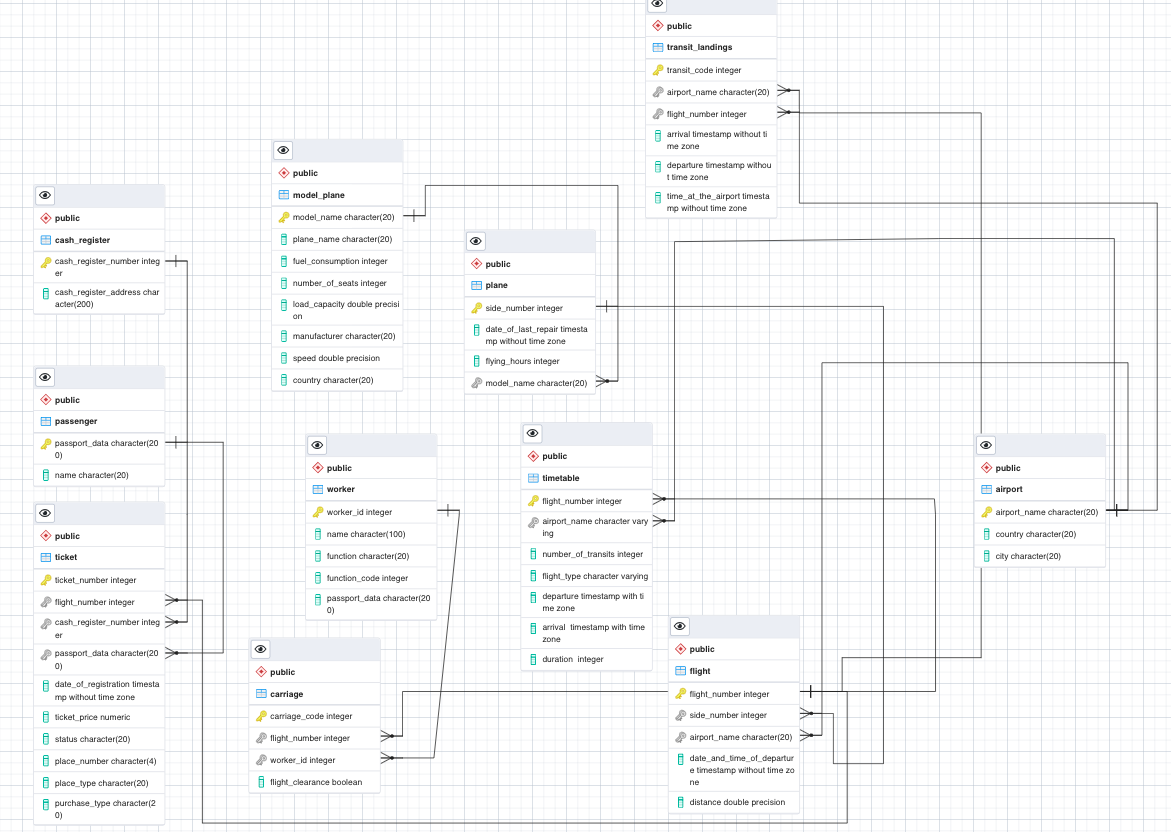 public
transit_landings
transit_code integer
airport_name character(20)
flight_number integer
arrival timestamp without ti
me zone
departure timestamp withou
t time zone
time_at_the_airport timesta
mp without time zone
public
model_plane
model_name character(20)
plane_name character(20)
fuel_consumption integer
number_of_seats integer
load_capacity double precisi
on
manufacturer character(20)
speed double precision
country character(20)
public
cash_register
cash_register_number integ
er
cash_register_address char
acter(200)
public
plane
side_number integer
date_of_last_repair timesta
mp without time zone
flying_hours integer
model_name character(20)
public
passenger
passport_data character(20
0)
name character(20)
public
worker
worker_id integer
name character(100)
function character(20)
function_code integer
passport_data character(20
0)
public
timetable
flight_number integer
airport_name character vary
ing
number_of_transits integer
flight_type character varying
departure timestamp with ti
me zone
arrival  timestamp with time
zone
duration  integer
public
airport
airport_name character(20)
country character(20)
city character(20)
public
ticket
ticket_number integer
flight_number integer
cash_register_number integ
er
passport_data character(20
0)
date_of_registration timesta
mp without time zone
ticket_price numeric
status character(20)
place_number character(4)
place_type character(20)
purchase_type character(2
0)
public
carriage
carriage_code integer
flight_number integer
worker_id integer
flight_clearance boolean
public
flight
flight_number integer
side_number integer
airport_name character(20)
date_and_time_of_departur
e timestamp without time zo
ne
distance double precision